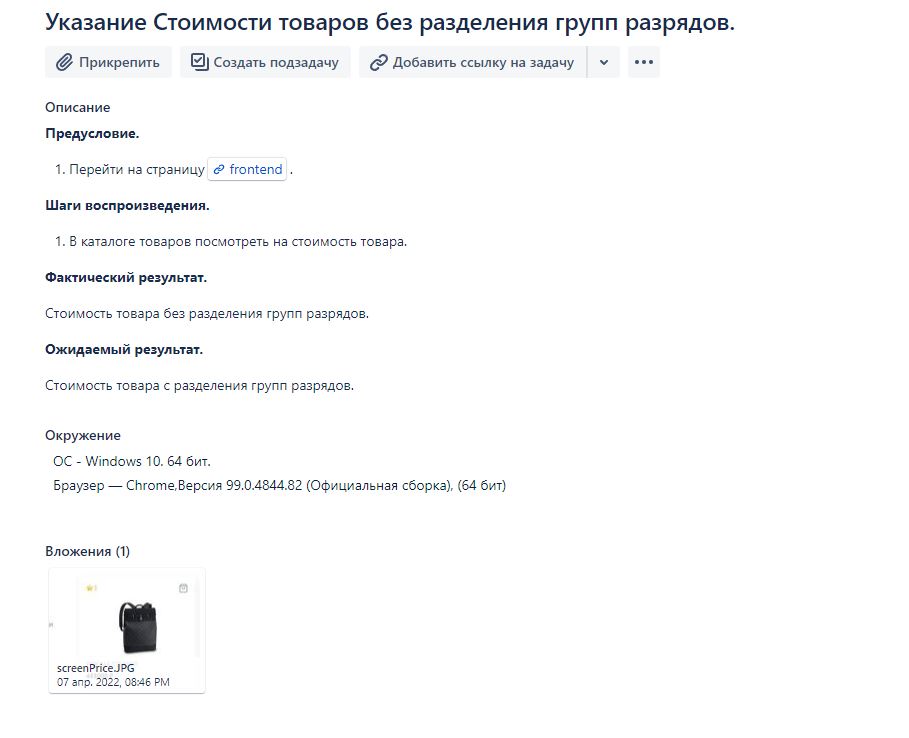 Указание Стоимости товаров без разделения групп разрядов.
Прикрепить Создать подзадачу Добавить ссылку на задачу
Описание
Предусловие.
1. Перейти на страницу frontend .
Шаги воспроизведения.
1. В каталоге товаров посмотреть на стоимость товара.
Фактический результат.
Стоимость товара без разделения групп разрядов.
Ожидаемый результат.
Стоимость товара с разделения групп разрядов.
Окружение
ОС - Windows 10. 64 бит.
Браузер — Chrome,Версия 99.0.4844.82 (Официальная сборка), (64 бит)
Вложения (1)
screenPrice.JPG
07 апр. 2022, 08:46 PM